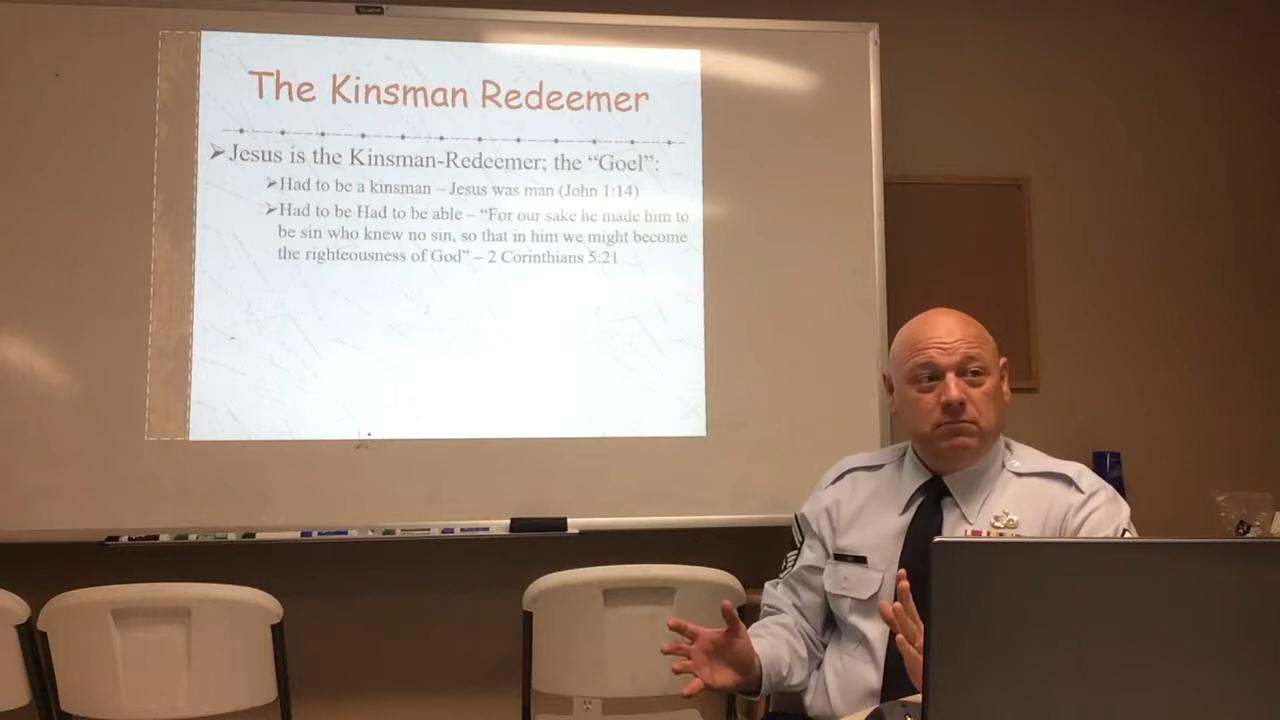 The Kinsman Redeemer
➢Jesus is the Kinsman-Redeemer; the “Goel”:
➢Had to be a kinsman – Jesus was man (John 1:14)
➢Had to be Had to be able – “For our sake he made him to
be sin who knew no sin, so that in him we might become
the righteousness of God” – 2 Corinthians 5:21